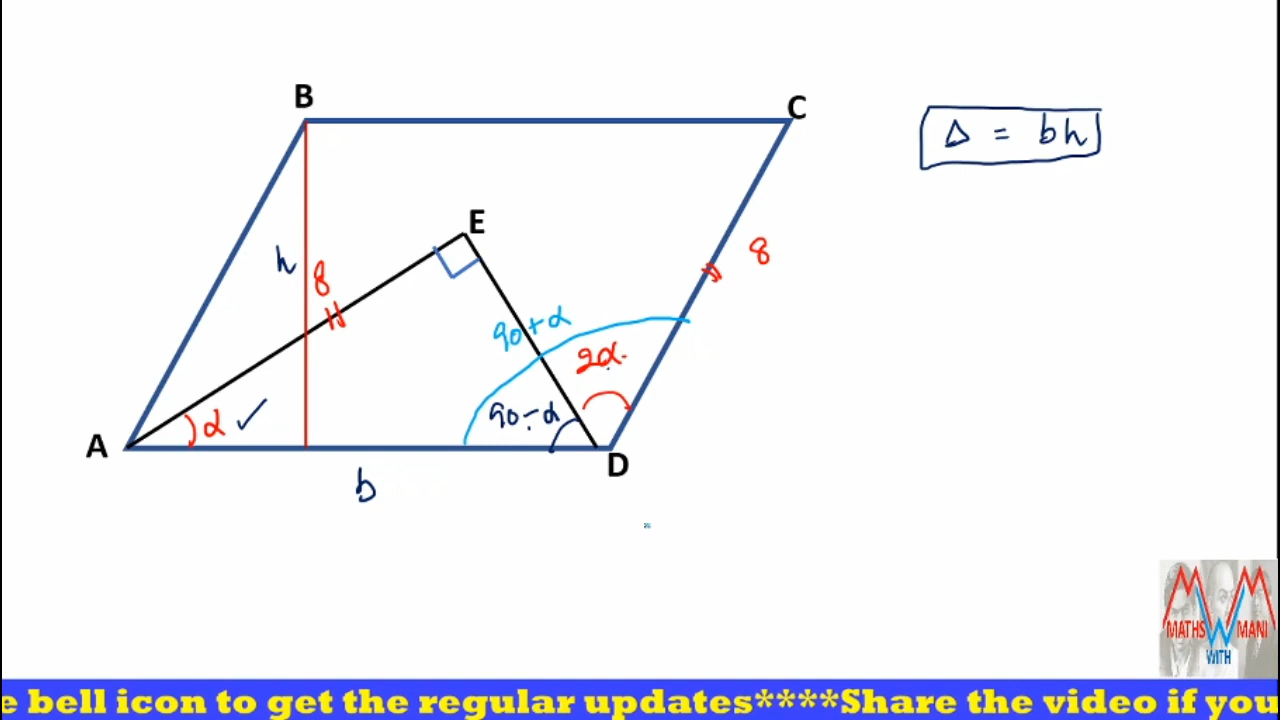 B
C
Δ = bh
E
h
8
8
90+α
2α
90-α
α ✓
A
D
b
MATHS
MANI
WITH
e bell icon to get the regular updates****Share the video if you